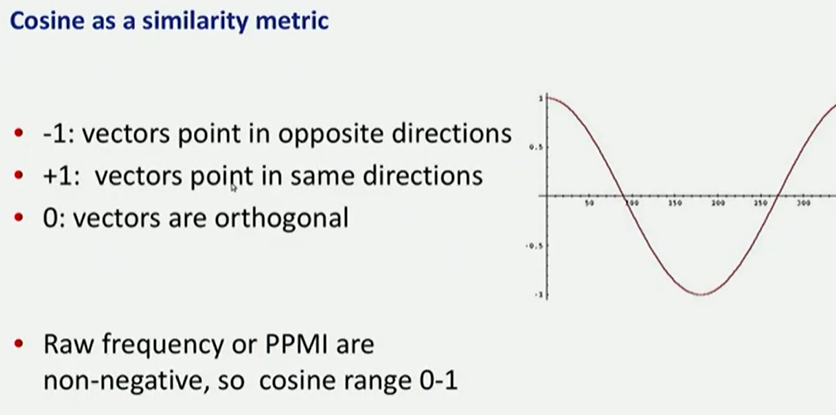 Cosine as a similarity metric
• -1: vectors point in opposite directions
• +1:  vectors point in same directions
• 0: vectors are orthogonal
• Raw frequency or PPMI are
non-negative, so  cosine range 0-1
1
0.5
-0.5
-1
50 100 150 200 250 300